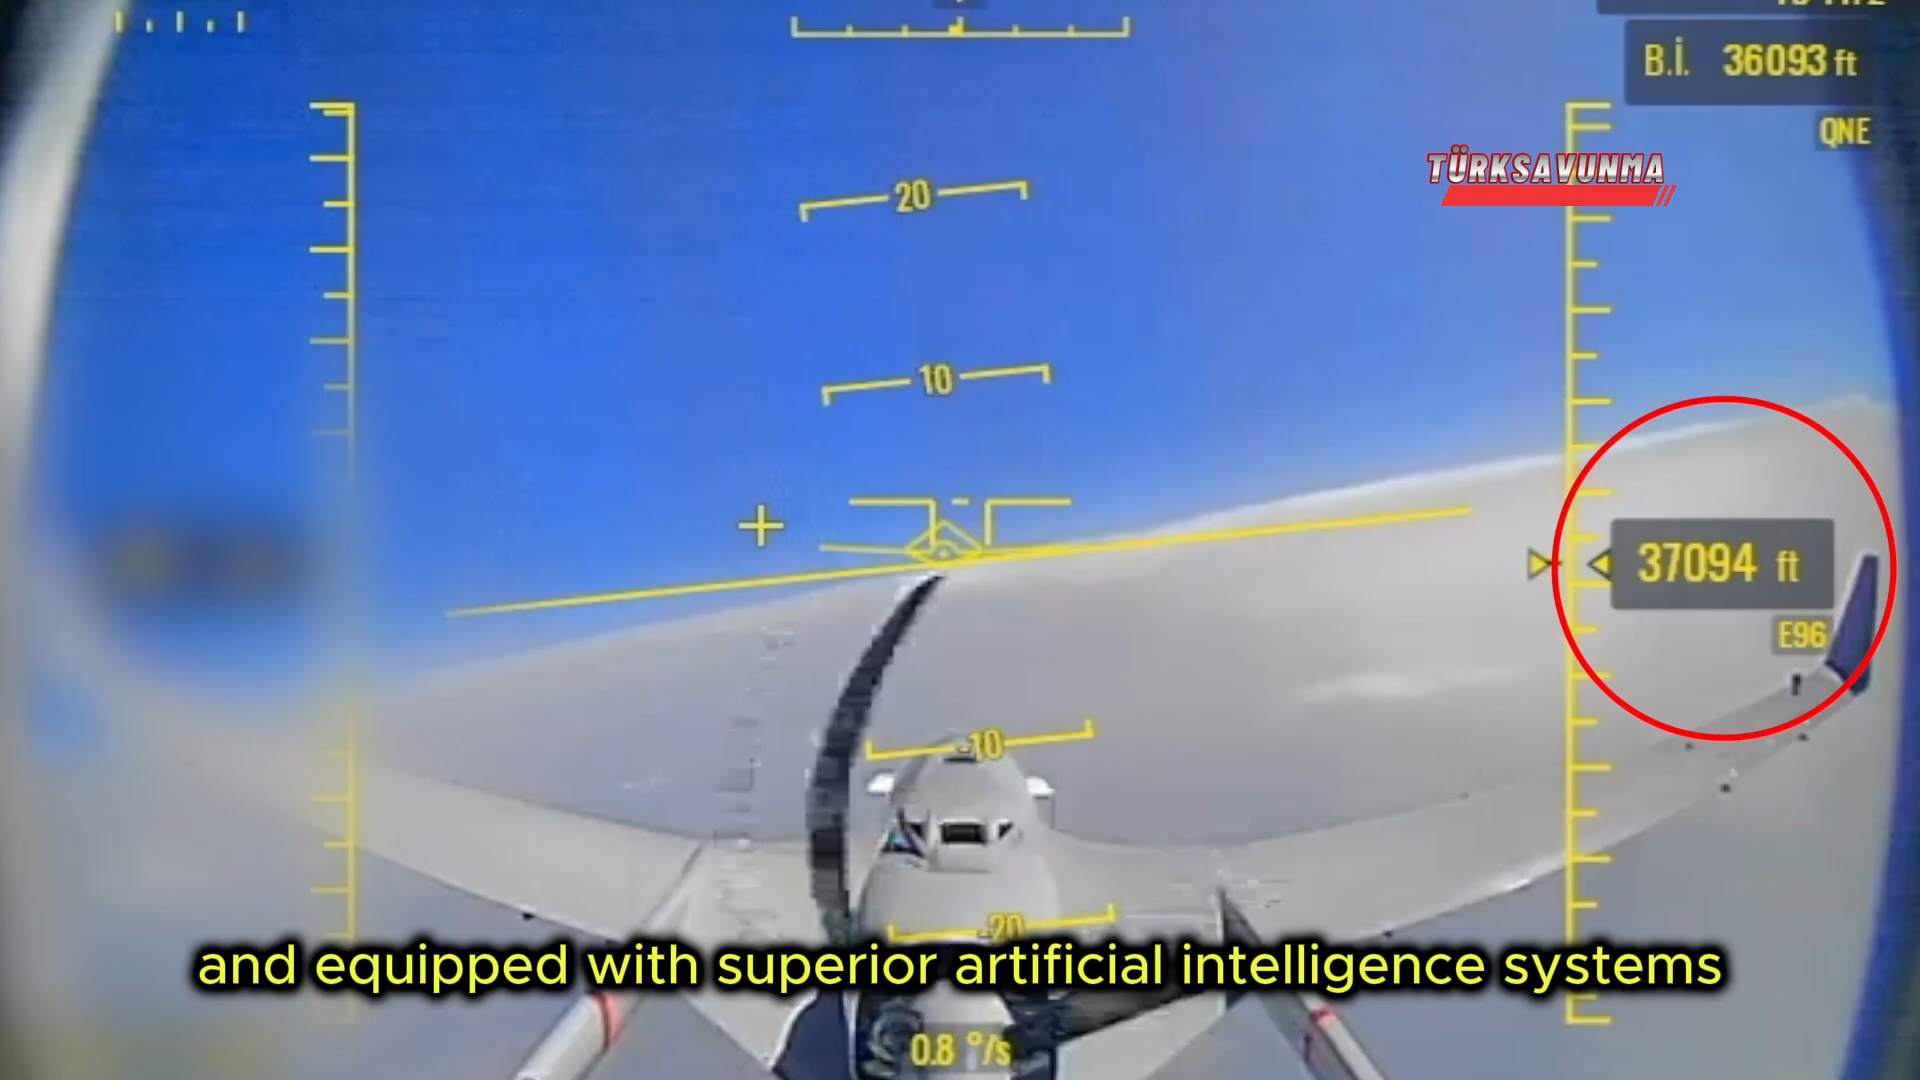 B.İ. 36093 ft
QNE
TÜRKSAVUNMA
20
10
37094 ft
E96
-10
-20
and equipped with superior artificial intelligence systems
0.8 °/s